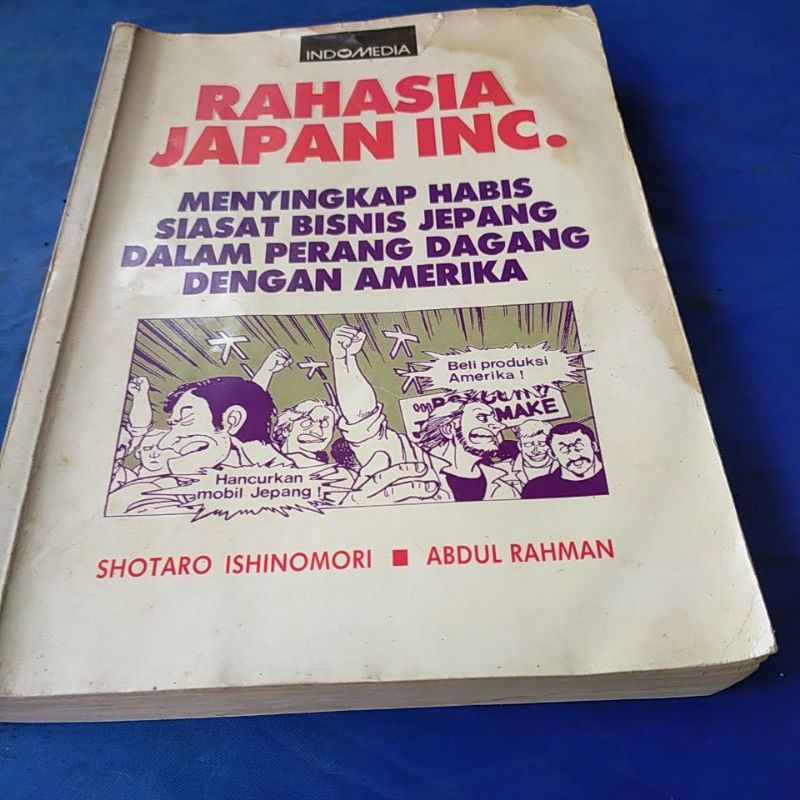 INDOMEDIA
RAHASIA
JAPAN INC.
MENYINGKAP HABIS
SIASAT BISNIS JEPANG
DALAM PERANG DAGANG
DENGAN AMERIKA
Beli produksi
Amerika !
MAKE
Hancurkan
mobil Jepang !
SHOTARO ISHINOMORI ■ ABDUL RAHMAN